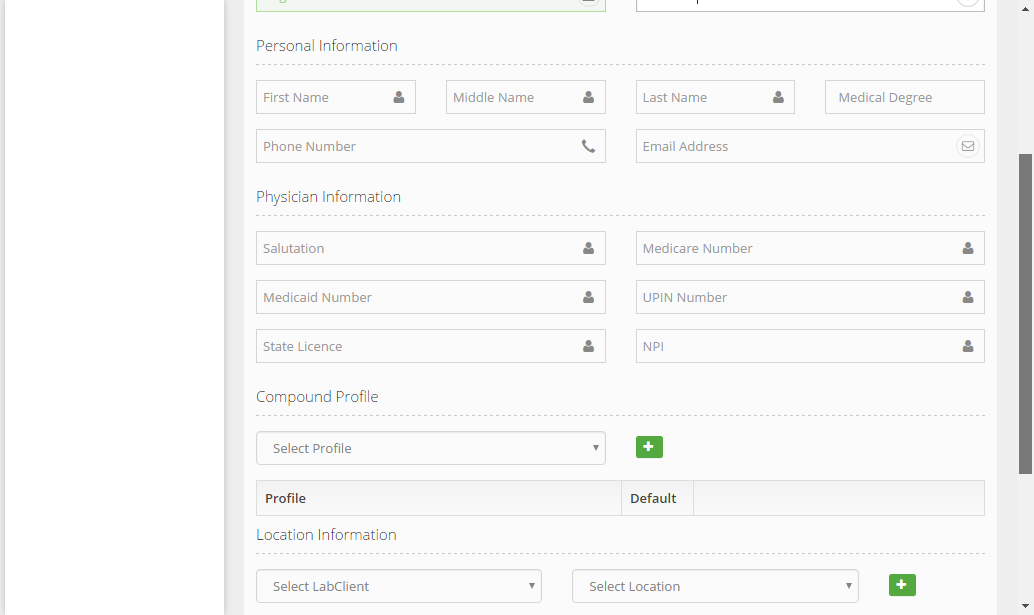 Personal Information
First Name Middle Name Last Name Medical Degree
Phone Number Email Address
Physician Information
Salutation Medicare Number
Medicaid Number UPIN Number
State Licence NPI
Compound Profile
Select Profile
Profile Default
Location Information
Select LabClient Select Location